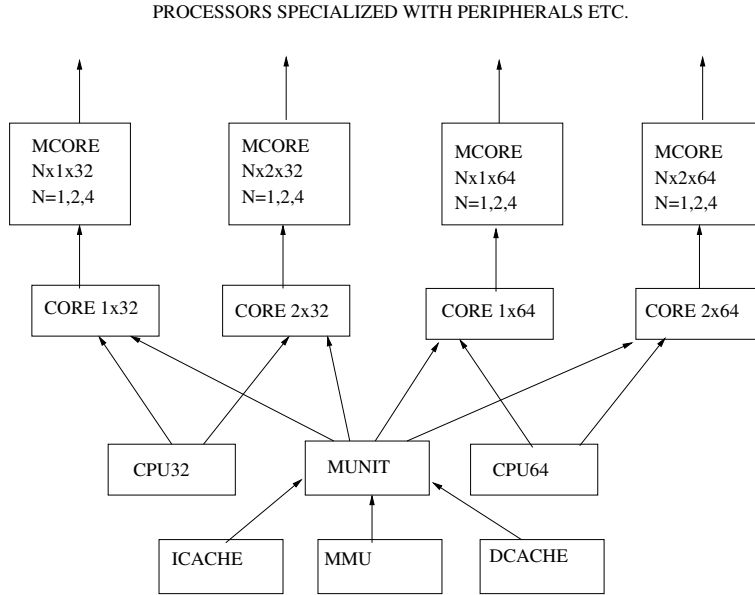 PROCESSORS SPECIALIZED WITH PERIPHERALS ETC.
MCORE
Nx1x32
N=1,2,4
MCORE
Nx2x32
N=1,2,4
MCORE
Nx1x64
N=1,2,4
MCORE
Nx2x64
N=1,2,4
CORE 1x32
CORE 2x32
CORE 1x64
CORE 2x64
CPU32
MUNIT
CPU64
ICACHE
MMU
DCACHE